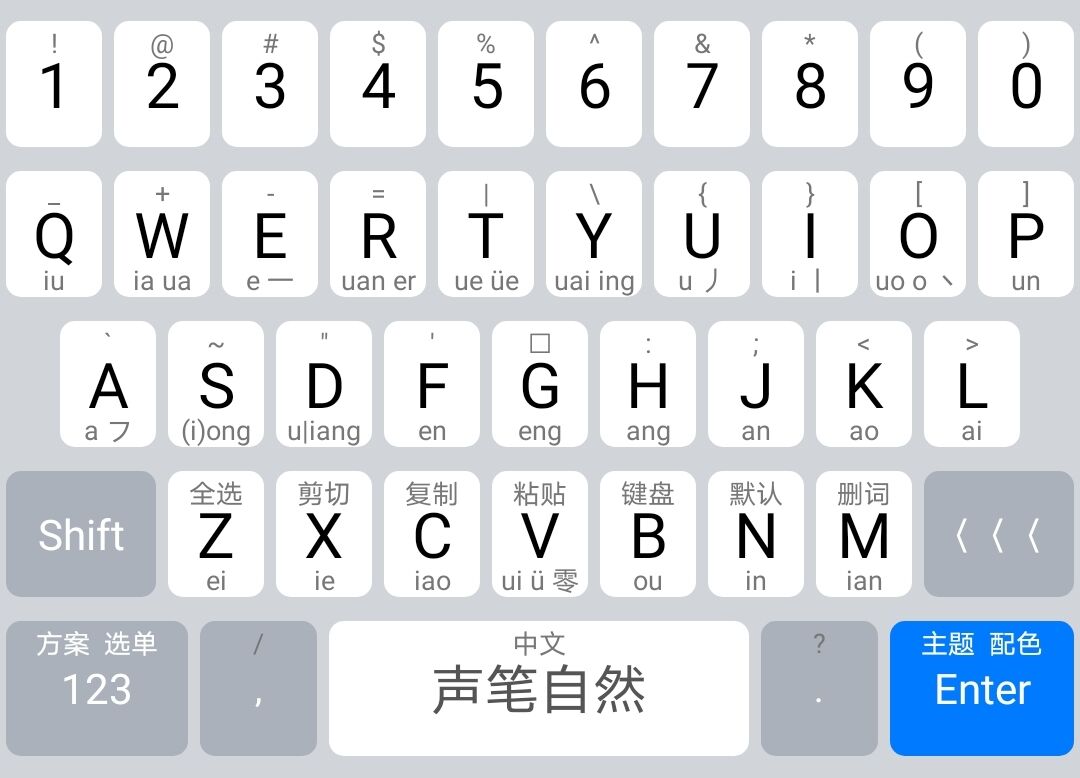 ! @ # $ % ^ & * ( )
1 2 3 4 5 6 7 8 9 0
_ + - = | \ { } [ ]
Q W E R T Y U I O P
iu ia ua e 一 uan er ue üe uai ing u 丿 i 丨 uo o 丶 un
` ~ " ' □ : ; < >
A S D F G H J K L
a フ (i)ong u|iang en eng ang an ao ai
全选 剪切 复制 粘贴 键盘 默认 删词
Shift Z X C V B N M 〈〈〈
ei ie iao ui ü 零 ou in ian
方案 选单 / 中文 ? 主题 配色
123 , 声笔自然 . Enter